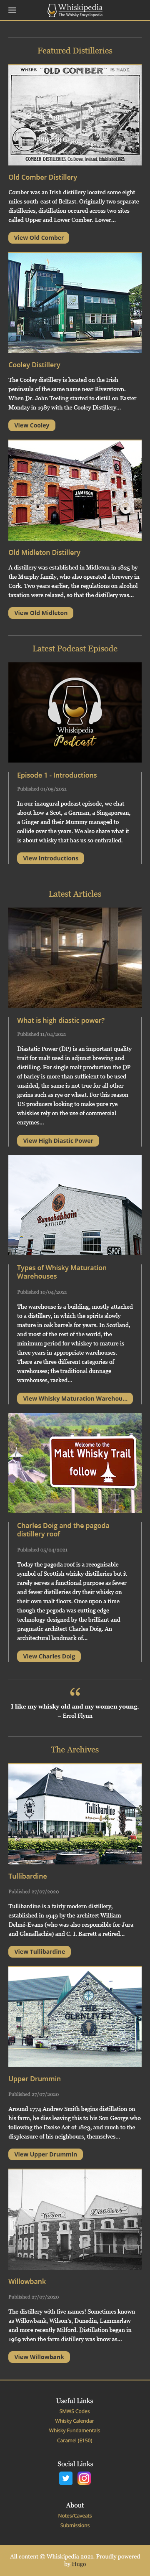 Whiskipedia
The Whisky Encyclopedia
Featured Distilleries
WHERE "OLD COMBER" IS MADE.
COMBER DISTILLERIES, Co. Down, Ireland
Old Comber Distillery
Comber was an Irish distillery located some eight
miles south-east of Belfast. Originally two separate
distilleries, distillation occured across two sites
called Upper and Lower Comber. Lower...
View Old Comber
Cooley Distillery
The Cooley distillery is located on the Irish
peninsula of the same name near Riverstown.
When Dr. John Teeling started to distill on Easter
Monday in 1987 with the Cooley Distillery...
View Cooley
JAMESON
Old Midleton Distillery
A distillery was established in Midleton in 1825 by
the Murphy family, who also opened a brewery in
Cork. Two years earlier, the regulations on alcohol
taxation were relaxed, so that the distillery was...
View Old Midleton
Latest Podcast Episode
Whiskipedia
Podcast
Episode 1 - Introductions
Published 01/05/2021
In our inaugural podcast episode, we chat
about how a Scot, a German, a Singaporean,
a Ginger and their Mummy managed to
collide over the years. We also share what it
is about whisky that has us so enthralled.
View Introductions
Latest Articles
What is high diastic power?
Published 11/04/2021
Diastatic Power (DP) is an important quality
trait for malt used in adjunct brewing and
distilling. For single malt production the DP
of barley is more than sufficient to be used
unaided, the same is not true for all other
grains such as rye or wheat. For this reason
US producers looking to make pure rye
whiskies rely on the use of commercial
enzymes...
View High Diastic Power
Bunnahabhain
DISTILLERY
Types of Whisky Maturation
Warehouses
Published 10/04/2021
The warehouse is a building, mostly attached
to a distillery, in which the spirits slowly
mature in oak barrels for years. In Scotland,
and most of the rest of the world, the
minimum period for whiskey to mature is
three years in appropriate warehouses.
There are three different categories of
warehouses; the traditional dunnage
warehouses, racked...
View Whisky Maturation Warehou...
Welcome to the
Malt Whisky Trail
follow
Charles Doig and the pagoda
distillery roof
Published 05/04/2021
Today the pagoda roof is a recognisable
symbol of Scottish whisky distilleries but it
rarely serves a functional purpose as fewer
and fewer distilleries dry their whisky on
their own malt floors. Once upon a time
though the pagoda was cutting edge
technology designed by the brilliant and
pragmatic architect Charles Doig. An
architectural landmark of...
View Charles Doig
“
I like my whisky old and my women young.
– Errol Flynn
The Archives
Tullibardine
Tullibardine
Published 27/07/2020
Tullibardine is a fairly modern distillery,
established in 1949 by the architect William
Delmé-Evans (who was also responsible for Jura
and Glenallachie) and C. I. Barrett a retired...
View Tullibardine
THE
GLENLIVET
Upper Drummin
Published 27/07/2020
Around 1774 Andrew Smith begins distillation on
his farm, he dies leaving this to his Son George who
following the Excise Act of 1823, and much to the
displeasure of his neighbours, themselves...
View Upper Drummin
Willowbank
Published 27/07/2020
The distillery with five names! Sometimes known
as Willowbank, Wilson's, Dunedin, Lammerlaw
and more recently Milford. Distillation began in
1969 when the farm distillery was know as...
View Willowbank
Useful Links
SMWS Codes
Whisky Calendar
Whisky Fundamentals
Caramel (E150)
Social Links
About
Notes/Caveats
Submissions
All content © Whiskipedia 2021. Proudly powered
by Hugo